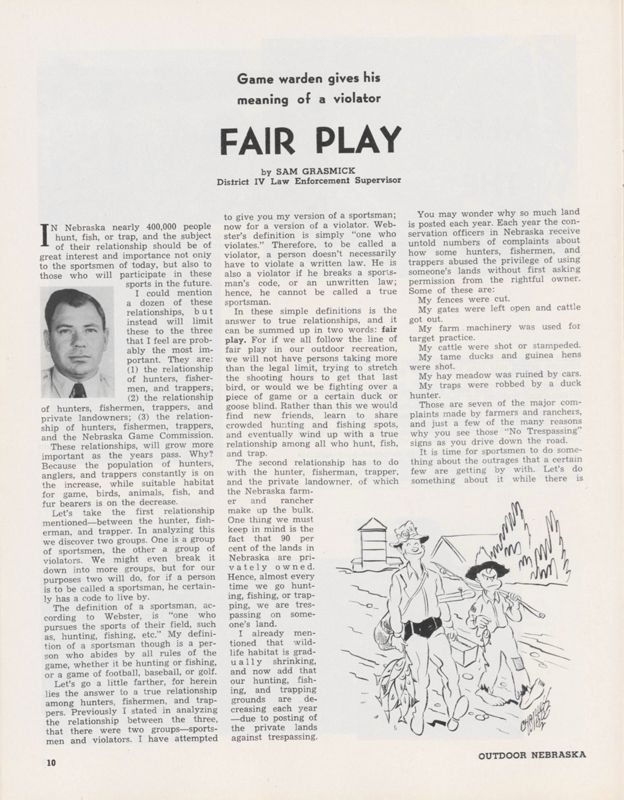 Game warden gives his
meaning of a violator
FAIR PLAY
by SAM GRASMICK
District IV Law Enforcement Supervisor
IN Nebraska nearly 400,000 people
hunt, fish, or trap, and the subject
of their relationship should be of
great interest and importance not only
to the sportsmen of today, but also to
those who will participate in these
sports in the future.
I could mention
a dozen of these
relationships, but
instead will limit
these to the three
that I feel are prob-
ably the most im-
portant. They are:
(1) the relationship
of hunters, fisher-
men, and trappers;
(2) the relationship
of hunters, fishermen, trappers, and
private landowners; (3) the relation-
ship of hunters, fishermen, trappers,
and the Nebraska Game Commission.
These relationships, will grow more
important as the years pass. Why?
Because the population of hunters,
anglers, and trappers constantly is on
the increase, while suitable habitat
for game, birds, animals, fish, and
fur bearers is on the decrease.
Let's take the first relationship
mentioned—between the hunter, fish-
erman, and trapper. In analyzing this
we discover two groups. One is a group
of sportsmen, the other a group of
violators. We might even break it
down into more groups, but for our
purposes two will do, for if a person
is to be called a sportsman, he certain-
ly has a code to live by.
The definition of a sportsman, ac-
cording to Webster, is "one who
pursues the sports of their field, such
as, hunting, fishing, etc." My defini-
tion of a sportsman though is a per-
son who abides by all rules of the
game, whether it be hunting or fishing,
or a game of football, baseball, or golf.
Let's go a little farther, for herein
lies the answer to a true relationship
among hunters, fishermen, and trap-
pers. Previously I stated in analyzing
the relationship between the three,
that there were two groups—sports-
men and violators. I have attempted
to give you my version of a sportsman;
now for a version of a violator. Web-
ster's definition is simply "one who
violates." Therefore, to be called a
violator, a person doesn't necessarily
have to violate a written law. He is
also a violator if he breaks a sports-
man's code, or an unwritten law;
hence, he cannot be called a true
sportsman.
In these simple definitions is the
answer to true relationships, and it
can be summed up in two words: fair
play. For if we all follow the line of
fair play in our outdoor recreation,
we will not have persons taking more
than the legal limit, trying to stretch
the shooting hours to get that last
bird, or would we be fighting over a
piece of game or a certain duck or
goose blind. Rather than this we would
find new friends, learn to share
crowded hunting and fishing spots,
and eventually wind up with a true
relationship among all who hunt, fish,
and trap.
The second relationship has to do
with the hunter, fisherman, trapper,
and the private landowner, of which
the Nebraska farm-
er and rancher
make up the bulk.
One thing we must
keep in mind is the
fact that 90 per
cent of the lands in
Nebraska are pri-
vately owned.
Hence, almost every
time we go hunt-
ing, fishing, or trap-
ping, we are tres-
passing on some-
one's land.
I already men-
tioned that wild-
life habitat is grad-
ually shrinking,
and now add that
our hunting, fish-
ing, and trapping
grounds are de-
creasing each year
—due to posting of
the private lands
against trespassing.
You may wonder why so much land
is posted each year. Each year the con-
servation officers in Nebraska receive
untold numbers of complaints about
how some hunters, fishermen, and
trappers abused the privilege of using
someone's lands without first asking
permission from the rightful owner.
Some of these are:
My fences were cut.
My gates were left open and cattle
got out.
My farm machinery was used for
target practice.
My cattle were shot or stampeded.
My tame ducks and guinea hens
were shot.
My hay meadow was ruined by cars.
My traps were robbed by a duck
hunter.
Those are seven of the major com-
plaints made by farmers and ranchers,
and just a few of the many reasons
why you see those "No Trespassing"
signs as you drive down the road.
It is time for sportsmen to do some-
thing about the outrages that a certain
few are getting by with. Let's do
something about it while there is
10
OUTDOOR NEBRASKA